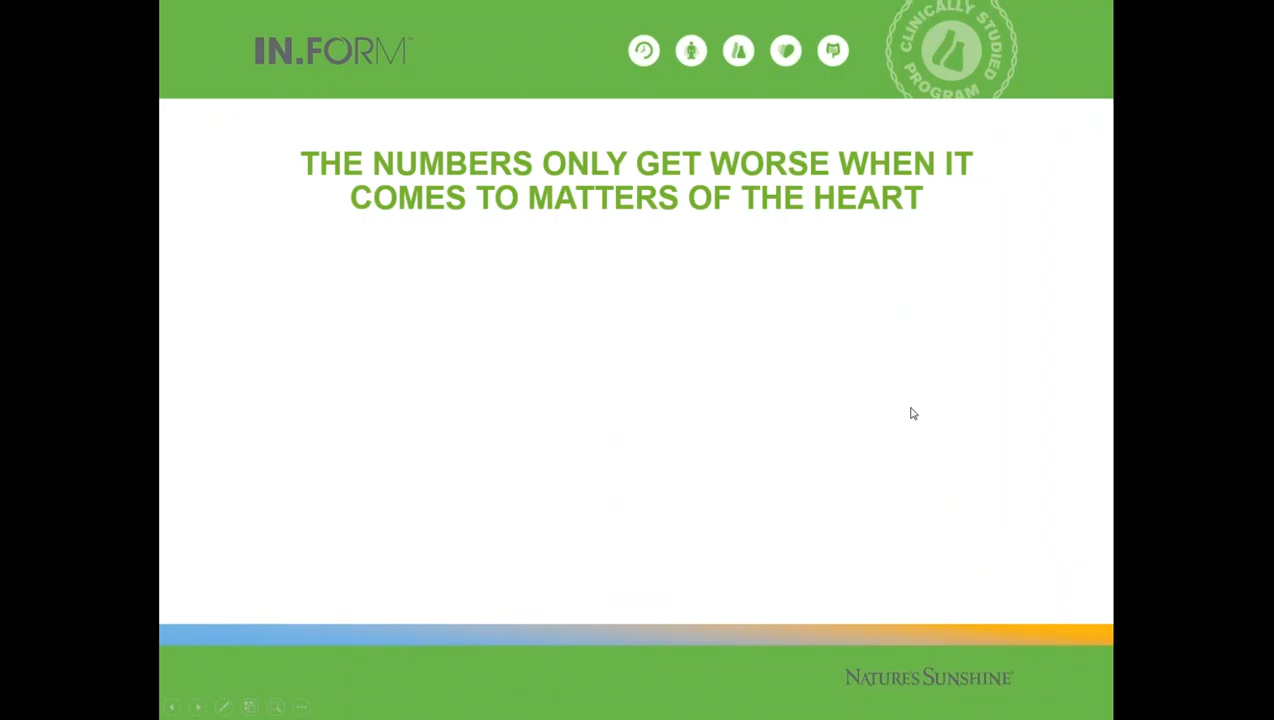 IN.FORM™
CLINICALLY STUDIED
PROGRAM
THE NUMBERS ONLY GET WORSE WHEN IT
COMES TO MATTERS OF THE HEART
NATURE'S SUNSHINE